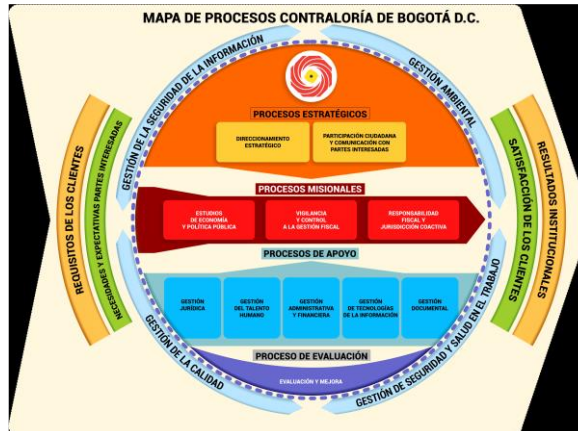 MAPA DE PROCESOS CONTRALORÍA DE BOGOTÁ D.C.
GESTIÓN DE LA SEGURIDAD DE LA INFORMACIÓN
GESTIÓN AMBIENTAL
REQUISITOS DE LOS CLIENTES
NECESIDADES Y EXPECTATIVAS PARTES INTERESADAS
SATISFACCIÓN DE LOS CLIENTES
RESULTADOS INSTITUCIONALES
PROCESOS ESTRATÉGICOS
DIRECCIONAMIENTO
ESTRATÉGICO
PARTICIPACIÓN CIUDADANA
Y COMUNICACIÓN CON
PARTES INTERESADAS
PROCESOS MISIONALES
ESTUDIOS
DE ECONOMÍA
Y POLÍTICA PÚBLICA
VIGILANCIA
Y CONTROL
A LA GESTIÓN FISCAL
RESPONSABILIDAD
FISCAL Y
JURISDICCIÓN COACTIVA
PROCESOS DE APOYO
GESTIÓN
JURÍDICA
GESTIÓN
DEL TALENTO
HUMANO
GESTIÓN
ADMINISTRATIVA
Y FINANCIERA
GESTIÓN
DE TECNOLOGÍAS
DE LA INFORMACIÓN
GESTIÓN
DOCUMENTAL
PROCESO DE EVALUACIÓN
EVALUACIÓN Y MEJORA
GESTIÓN DE LA CALIDAD
GESTIÓN DE SEGURIDAD Y SALUD EN EL TRABAJO